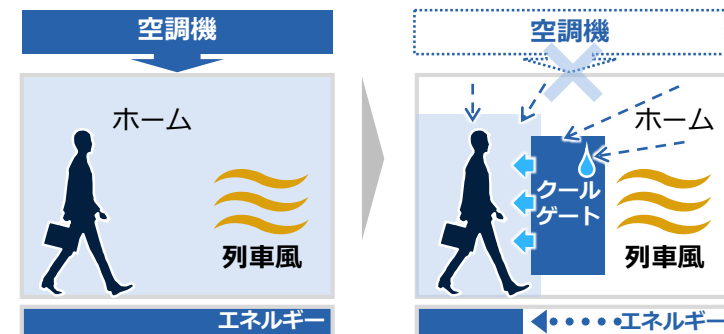 空調機
ホーム
列車風
エネルギー
空調機
ホーム
クール
ゲート
列車風
エネルギー